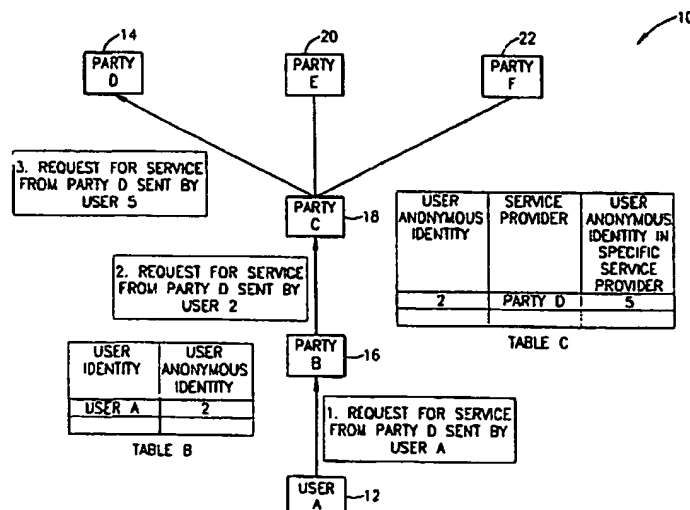 10
14
20
22
PARTY
D
PARTY
E
PARTY
F
3. REQUEST FOR SERVICE
FROM PARTY D SENT BY
USER 5
PARTY
C
18
USER
ANONYMOUS
IDENTITY
SERVICE
PROVIDER
USER
ANONYMOUS
IDENTITY IN
SPECIFIC
SERVICE
PROVIDER
2
PARTY D
5
TABLE C
2. REQUEST FOR SERVICE
FROM PARTY D SENT BY
USER 2
PARTY
B
16
USER
IDENTITY
USER
ANONYMOUS
IDENTITY
USER A
2
TABLE B
1. REQUEST FOR SERVICE
FROM PARTY D SENT BY
USER A
USER
A
12